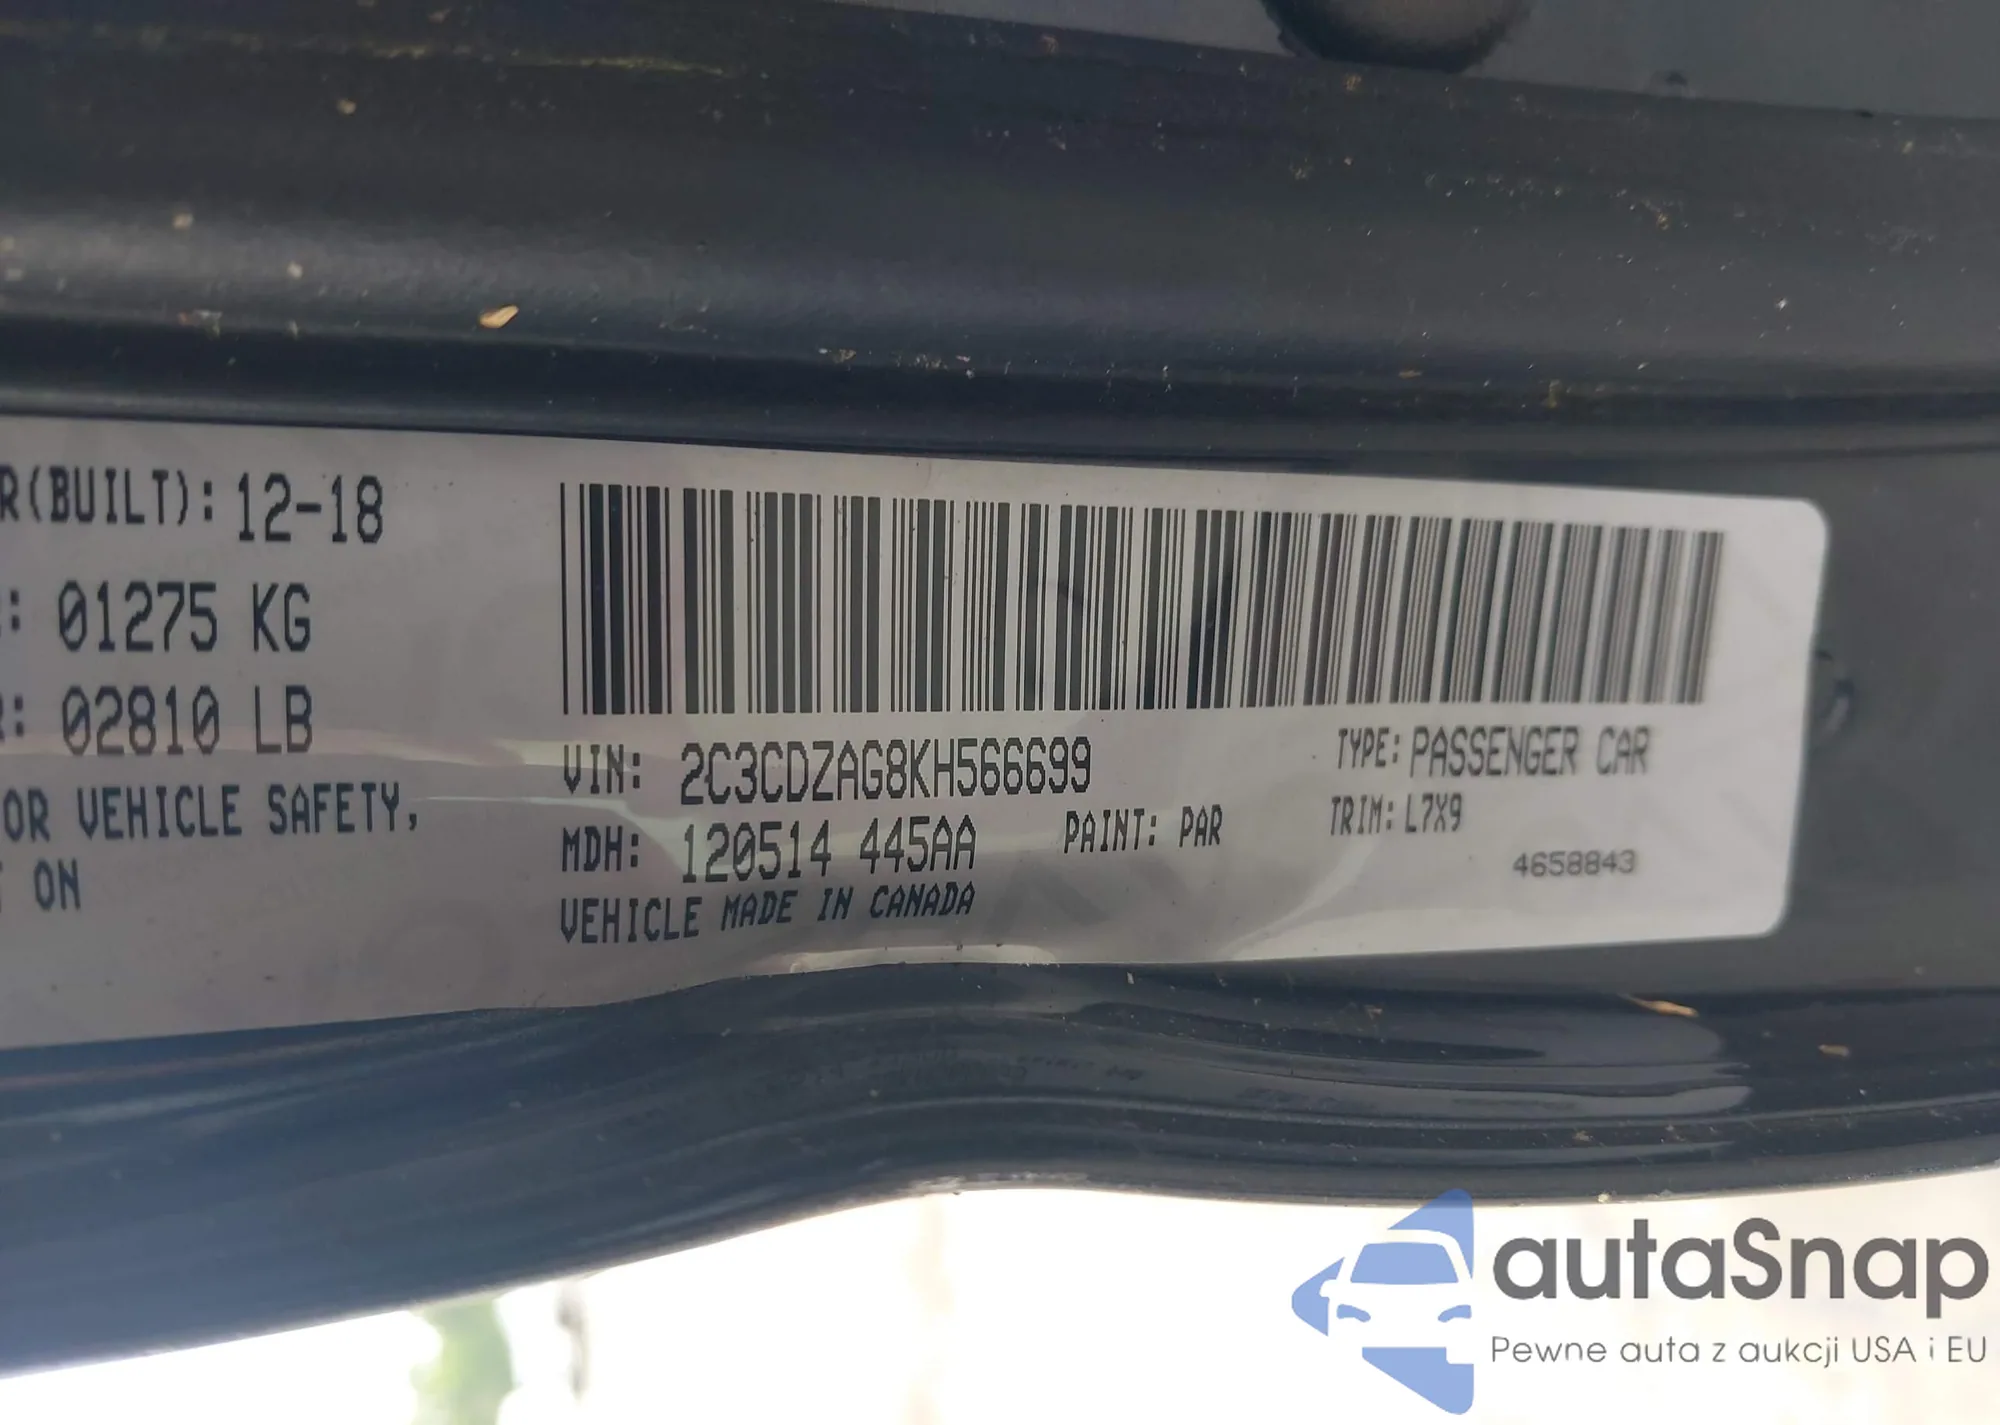 R(BUILT): 12-18
: 01275 KG
: 02810 LB
OR VEHICLE SAFETY,
ON
VIN: 2C3CDZAG8KH566699
TYPE: PASSENGER CAR
MDH: 120514 445AA
PAINT: PAR
TRIM: L7X9
VEHICLE MADE IN CANADA
4658843
autaSnap
Pewne auta z aukcji USA i EU